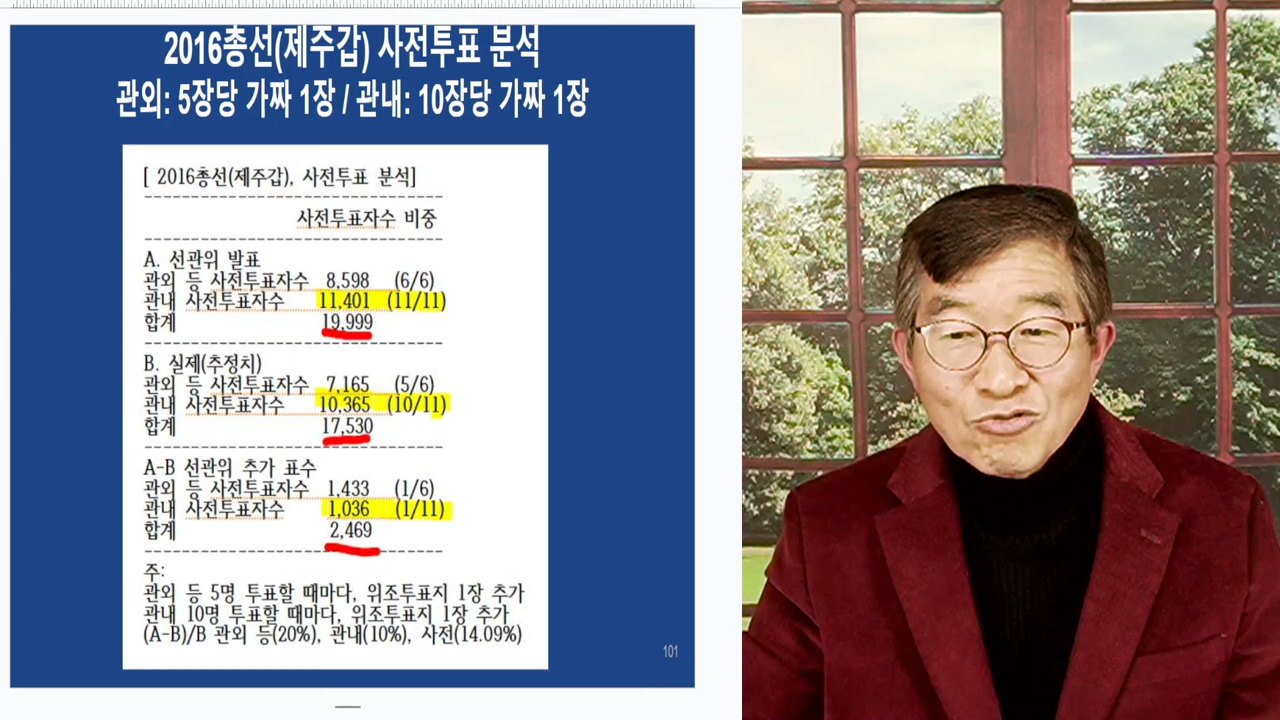 2016총선(제주갑) 사전투표 분석
관외: 5장당 가짜 1장 / 관내: 10장당 가짜 1장
[ 2016총선(제주갑), 사전투표 분석]
사전투표자수 비중
A. 선관위 발표
관외 등 사전투표자수 8,598 (6/6)
관내 사전투표자수 11,401 (11/11)
합계 19,999
B. 실제(추정치)
관외 등 사전투표자수 7,165 (5/6)
관내 사전투표자수 10,365 (10/11)
합계 17,530
A-B 선관위 추가 표수
관외 등 사전투표자수 1,433 (1/6)
관내 사전투표자수 1,036 (1/11)
합계 2,469
주:
관외 등 5명 투표할 때마다, 위조투표지 1장 추가
관내 10명 투표할 때마다, 위조투표지 1장 추가
(A-B)/B 관외 등(20%), 관내(10%), 사전(14.09%)
101